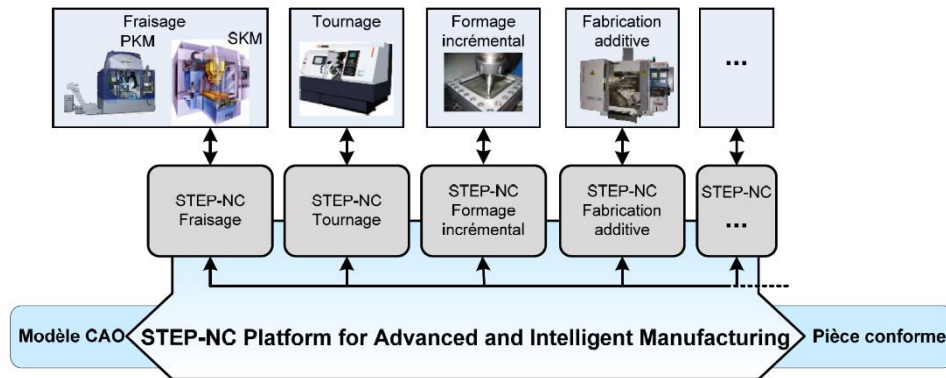 Fraisage
PKM
SKM
Tournage
Formage
incrémental
Fabrication
additive
...
STEP-NC
Fraisage
STEP-NC
Tournage
STEP-NC
Formage
incrémental
STEP-NC
Fabrication
additive
STEP-NC
...
Modèle CAO
STEP-NC Platform for Advanced and Intelligent Manufacturing
Pièce conforme